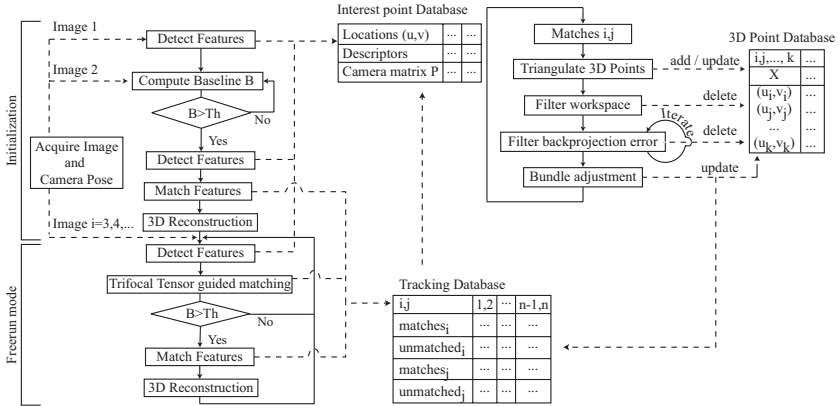 Initialization
Freerun mode
Image 1
Image 2
Acquire Image
and
Camera Pose
Image i=3,4,...
Detect Features
Compute Baseline B
B>Th
No
Yes
Detect Features
Match Features
3D Reconstruction
Detect Features
Trifocal Tensor guided matching
B>Th
No
Yes
Match Features
3D Reconstruction
Interest point Database
Locations (u,v) ... ...
Descriptors ... ...
Camera matrix P ... ...
Tracking Database
i,j 1,2 ... n-1,n
matches_i ... ... ...
unmatched_i ... ... ...
matches_j ... ... ...
unmatched_j ... ... ...
Matches i,j
Triangulate 3D Points
Filter workspace
Filter backprojection error
Bundle adjustment
Iterate
add / update
delete
delete
update
3D Point Database
i,j,..., k ...
X ...
(u_i,v_i) ...
(u_j,v_j) ...
... ...
(u_k,v_k) ...